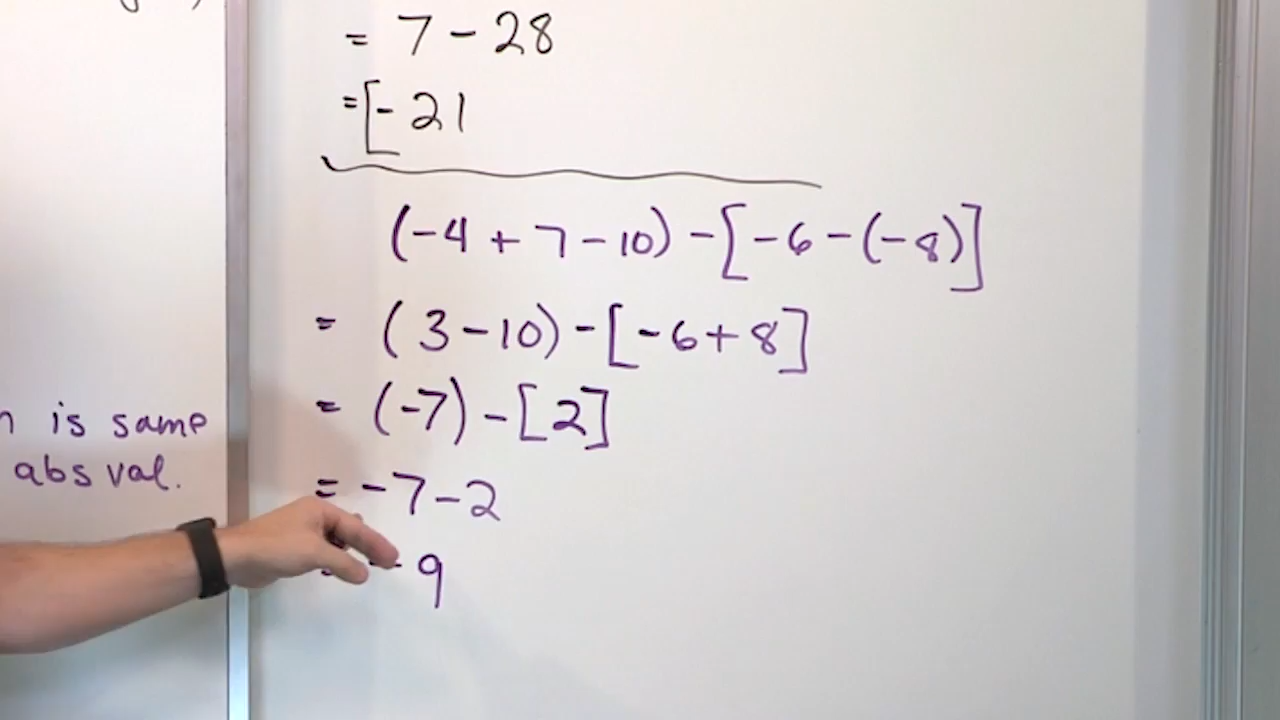 = 7 - 28
= [-21
(-4 + 7 - 10) - [-6 - (-8)]
= (3 - 10) - [-6 + 8]
= (-7) - [2]
= -7 - 2
= -9
is same
abs val.